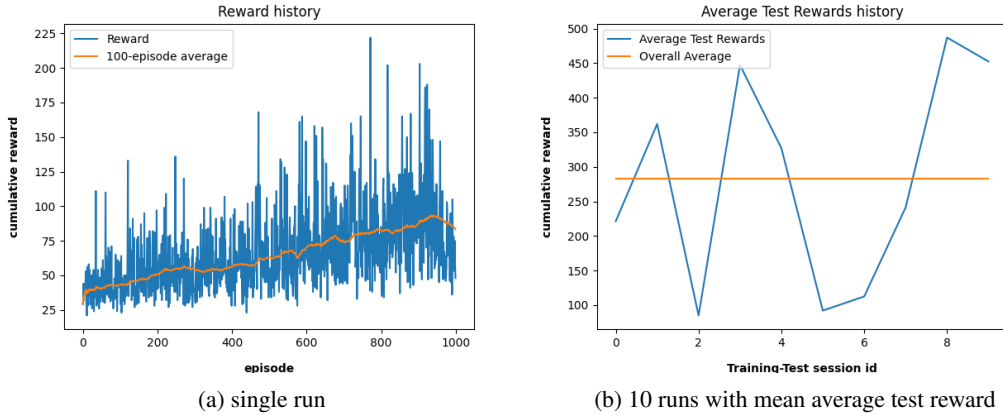 Reward history
Reward
100-episode average
225
200
175
150
125
100
75
50
25
cumulative reward
0
200
400
600
800
1000
episode
(a) single run
Average Test Rewards history
Average Test Rewards
Overall Average
500
450
400
350
300
250
200
150
100
cumulative reward
0
2
4
6
8
Training-Test session id
(b) 10 runs with mean average test reward